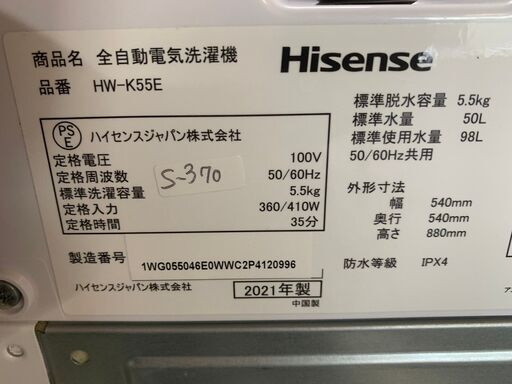 商品名 全自動電気洗濯機
Hisense
品番 HW-K55E
PS
E
ハイセンスジャパン株式会社
定格電圧 100V
定格周波数 50/60Hz
標準洗濯容量 5.5kg
定格入力 360/410W
定格時間 35分
S-370
標準脱水容量 5.5kg
標準水量 50L
標準使用水量 98L
50/60Hz共用
外形寸法
幅 540mm
奥行 540mm
高さ 880mm
防水等級 IPX4
製造番号 1WG055046E0WWC2P4120996
ハイセンスジャパン株式会社
2021年製
中国製